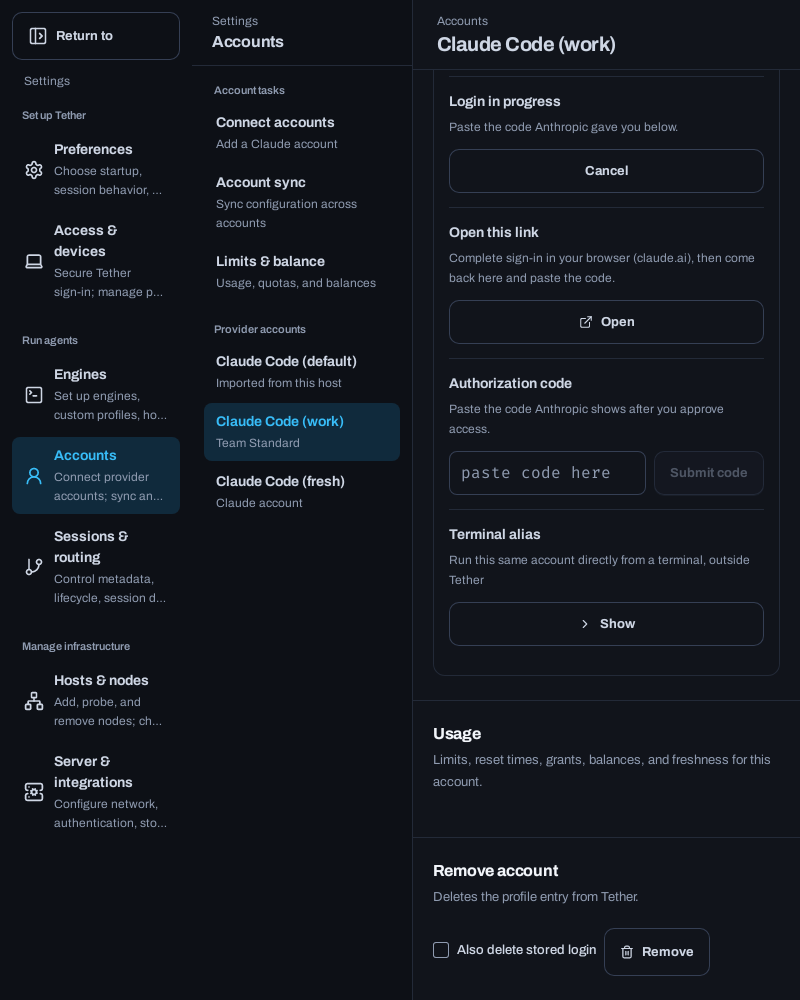 Return to
Settings
Set up Tether
Preferences
Choose startup,
session behavior, ...
Access &
devices
Secure Tether
sign-in; manage p...
Run agents
Engines
Set up engines,
custom profiles, ho...
Accounts
Connect provider
accounts; sync an...
Sessions &
routing
Control metadata,
lifecycle, session d...
Manage infrastructure
Hosts & nodes
Add, probe, and
remove nodes; ch...
Server &
integrations
Configure network,
authentication, sto...
Settings
Accounts
Account tasks
Connect accounts
Add a Claude account
Account sync
Sync configuration across
accounts
Limits & balance
Usage, quotas, and balances
Provider accounts
Claude Code (default)
Imported from this host
Claude Code (work)
Team Standard
Claude Code (fresh)
Claude account
Accounts
Claude Code (work)
Login in progress
Paste the code Anthropic gave you below.
Cancel
Open this link
Complete sign-in in your browser (claude.ai), then come
back here and paste the code.
Open
Authorization code
Paste the code Anthropic shows after you approve
access.
paste code here
Submit code
Terminal alias
Run this same account directly from a terminal, outside
Tether
Show
Usage
Limits, reset times, grants, balances, and freshness for this
account.
Remove account
Deletes the profile entry from Tether.
Also delete stored login
Remove